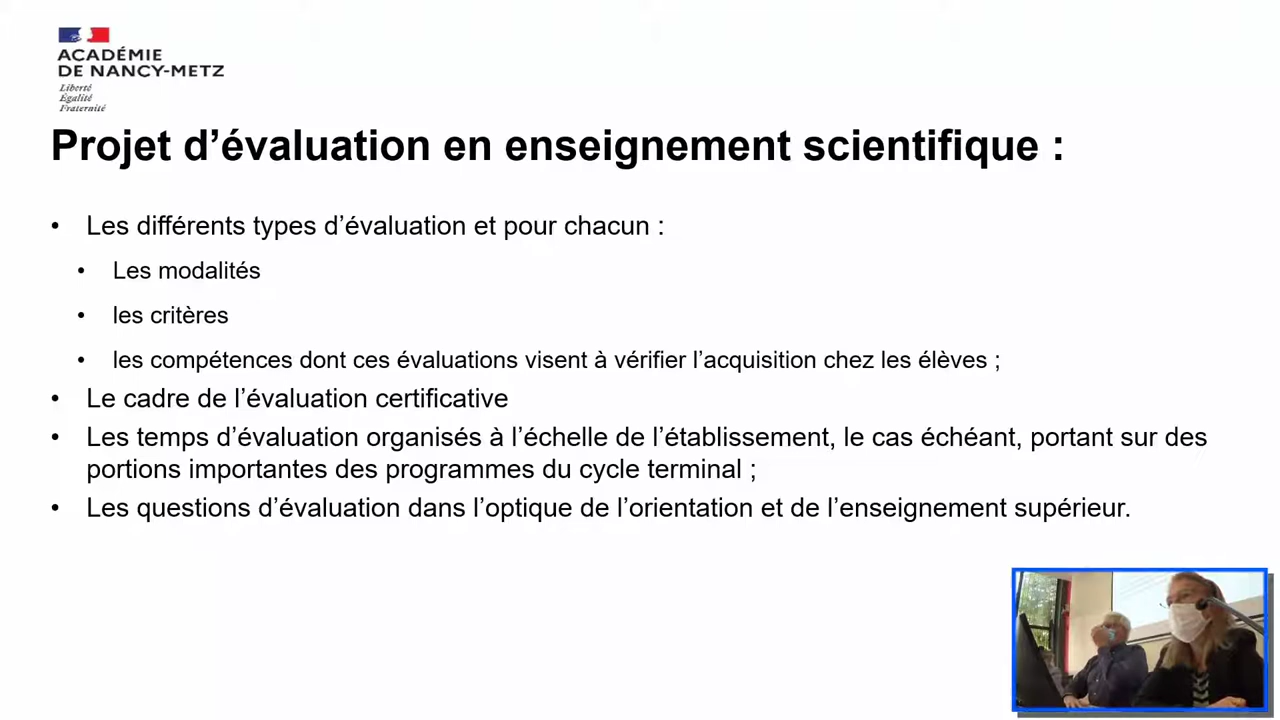 ACADÉMIE
DE NANCY-METZ
Liberté
Égalité
Fraternité
Projet d’évaluation en enseignement scientifique :
• Les différents types d’évaluation et pour chacun :
• Les modalités
• les critères
• les compétences dont ces évaluations visent à vérifier l’acquisition chez les élèves ;
• Le cadre de l’évaluation certificative
• Les temps d’évaluation organisés à l’échelle de l’établissement, le cas échéant, portant sur des
portions importantes des programmes du cycle terminal ;
• Les questions d’évaluation dans l’optique de l’orientation et de l’enseignement supérieur.